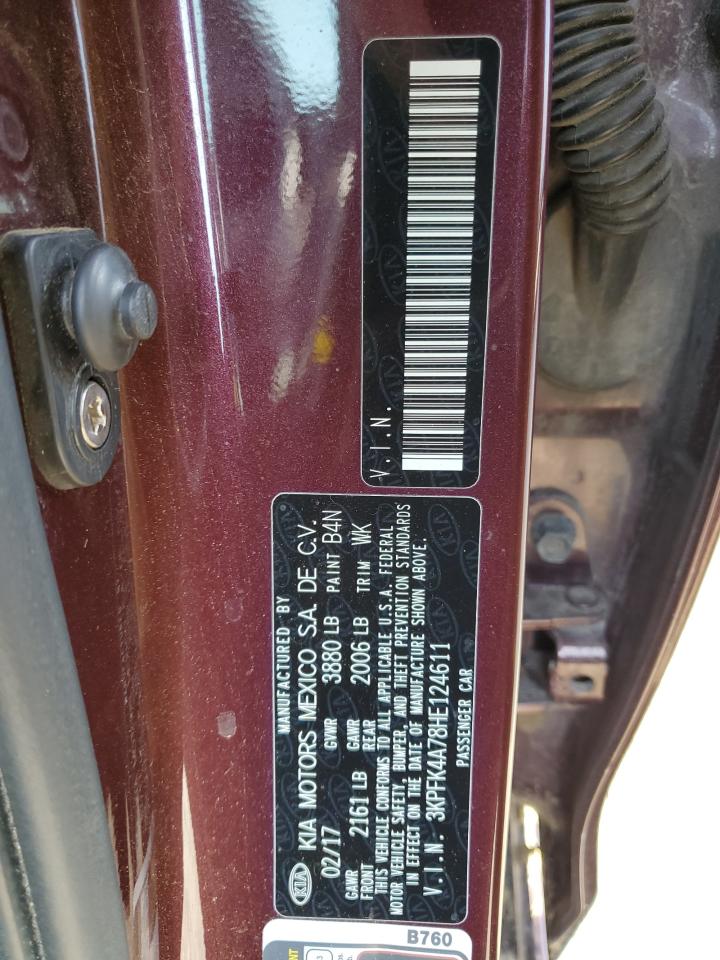 V.I.N.
MANUFACTURED BY
KIA KIA MOTORS MEXICO S.A. DE C.V.
02/17 GVWR 3880 LB PAINT B4N
GAWR FRONT 2161 LB GAWR REAR 2006 LB TRIM WK
THIS VEHICLE CONFORMS TO ALL APPLICABLE U.S.A. FEDERAL
MOTOR VEHICLE SAFETY, BUMPER, AND THEFT PREVENTION STANDARDS
IN EFFECT ON THE DATE OF MANUFACTURE SHOWN ABOVE.
V.I.N. 3KPFK4A78HE124611
PASSENGER CAR
B760